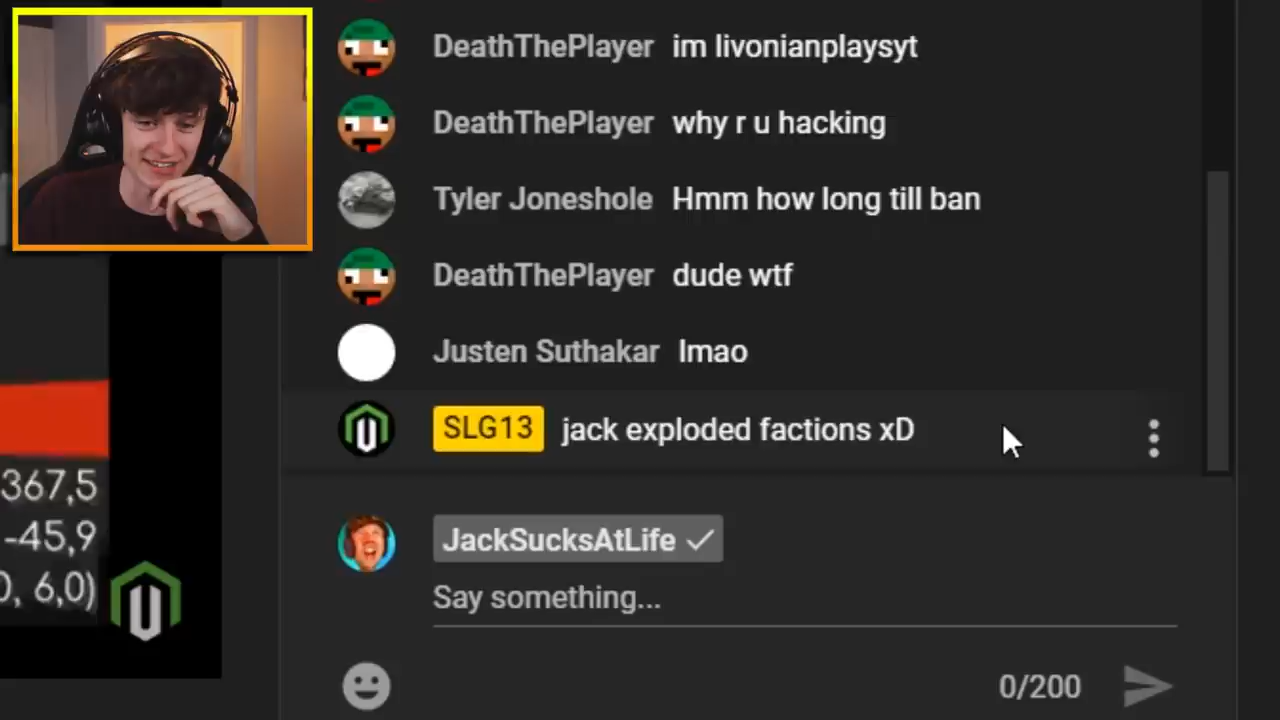 DeathThePlayer im livonianplaysyt
DeathThePlayer why r u hacking
Tyler Joneshole Hmm how long till ban
DeathThePlayer dude wtf
Justen Suthakar lmao
SLG13 jack exploded factions xD
367,5
-45,9
0, 6,0)
JackSucksAtLife
Say something...
0/200